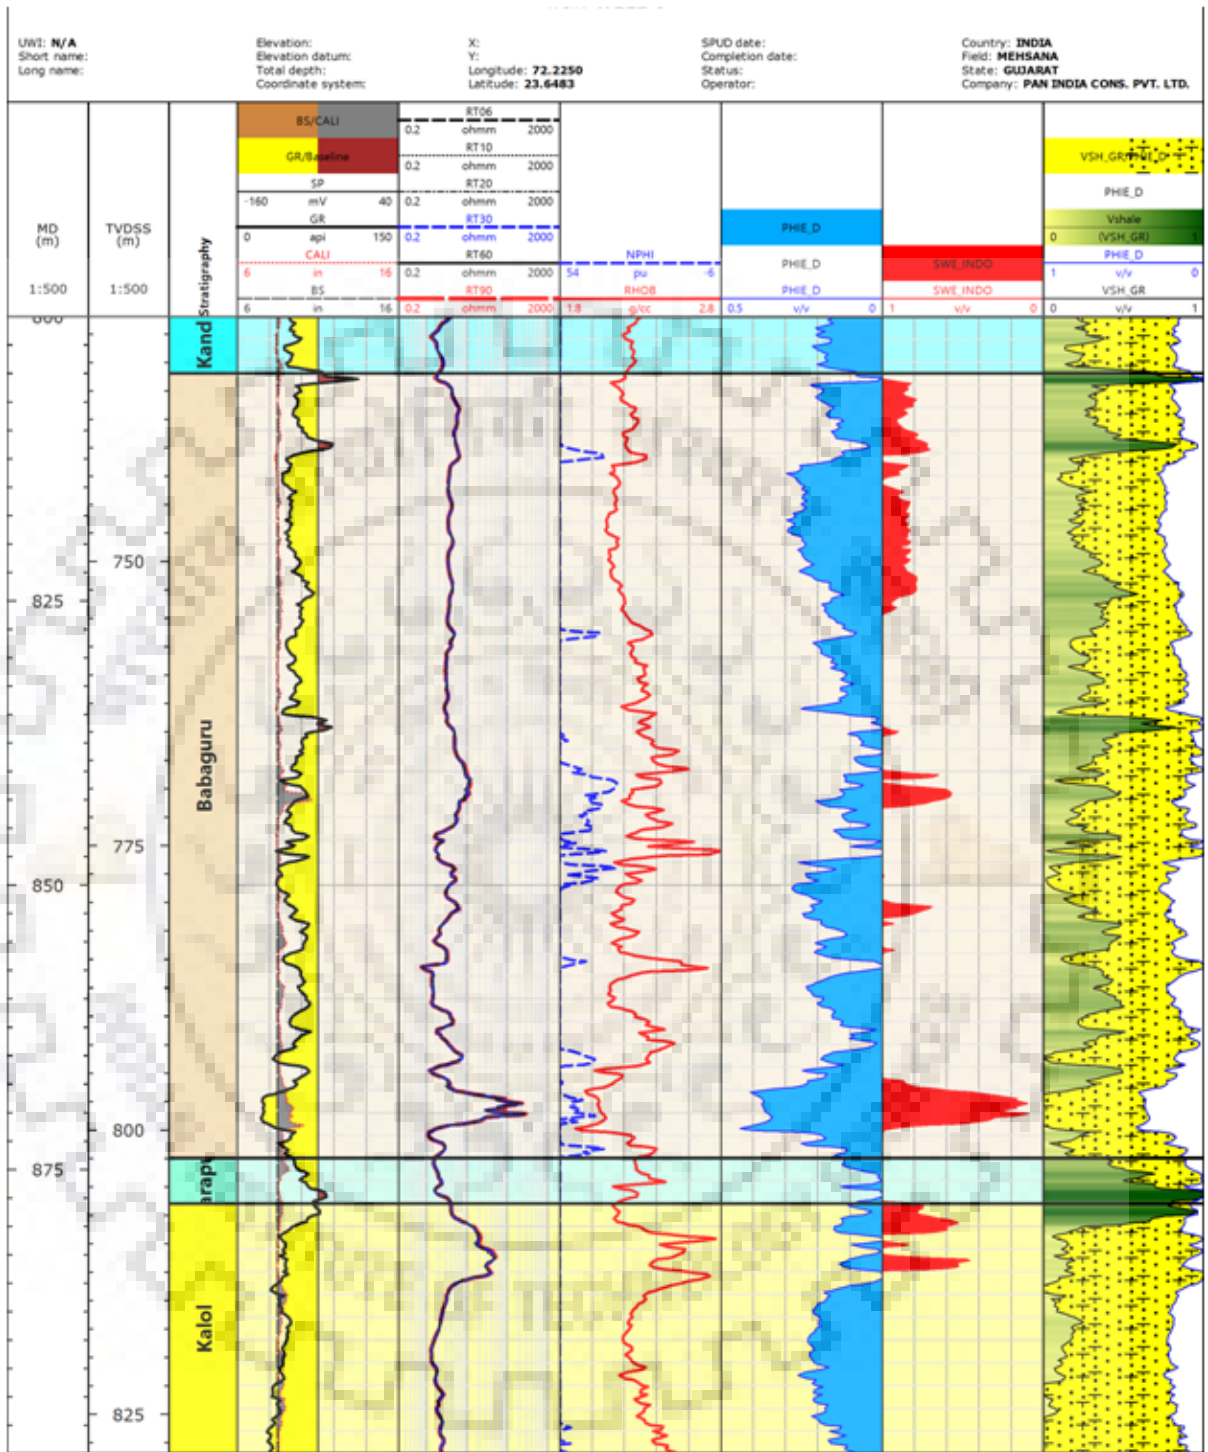 UWI: N/A
Short name:
Long name:
Elevation:
Elevation datum:
Total depth:
Coordinate system:
X:
Y:
Longitude: 72.2250
Latitude: 23.6483
SPUD date:
Completion date:
Status:
Operator:
Country: INDIA
Field: MEHSANA
State: GUJARAT
Company: PAN INDIA CONS. PVT. LTD.
MD
(m)
1:500
TVDSS
(m)
1:500
Stratigraphy
BS/CALI
GR/Baseline
SP
-160 mV 40
GR
0 api 150
CALI
6 in 16
BS
6 in 16
RT06
0.2 ohmm 2000
RT10
0.2 ohmm 2000
RT20
0.2 ohmm 2000
RT30
0.2 ohmm 2000
RT60
0.2 ohmm 2000
RT90
0.2 ohmm 2000
NPHI
54 pu -6
RHOB
1.8 g/cc 2.8
PHIE_D
PHIE_D
PHIE_D
0.5 v/v 0
SWE_INDO
SWE_INDO
1 v/v 0
VSH_GR/PHIE_D
PHIE_D
Vshale
0 (VSH_GR) 1
PHIE_D
1 v/v 0
VSH_GR
0 v/v 1
Kand
750
825
Babaguru
775
850
800
875
arap
Kalol
825
TECH